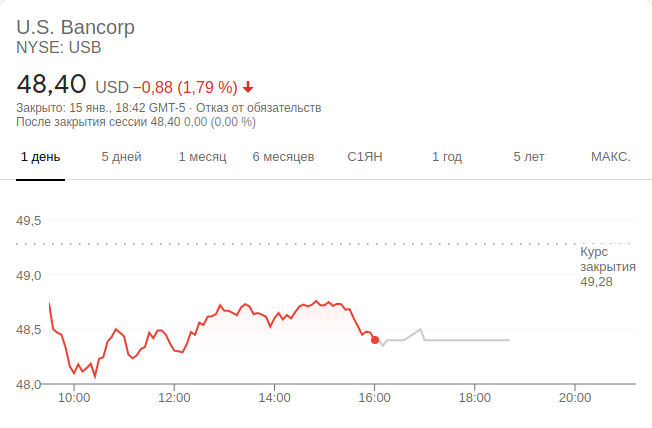 U.S. Bancorp
NYSE: USB
48,40 USD −0,88 (1,79 %)
Закрыто: 15 янв., 18:42 GMT-5 · Отказ от обязательств
После закрытия сессии 48,40 0,00 (0,00 %)
1 день 5 дней 1 месяц 6 месяцев С1ЯН 1 год 5 лет МАКС.
49,5
Курс
закрытия
49,28
49,0
48,5
48,0
10:00 12:00 14:00 16:00 18:00 20:00